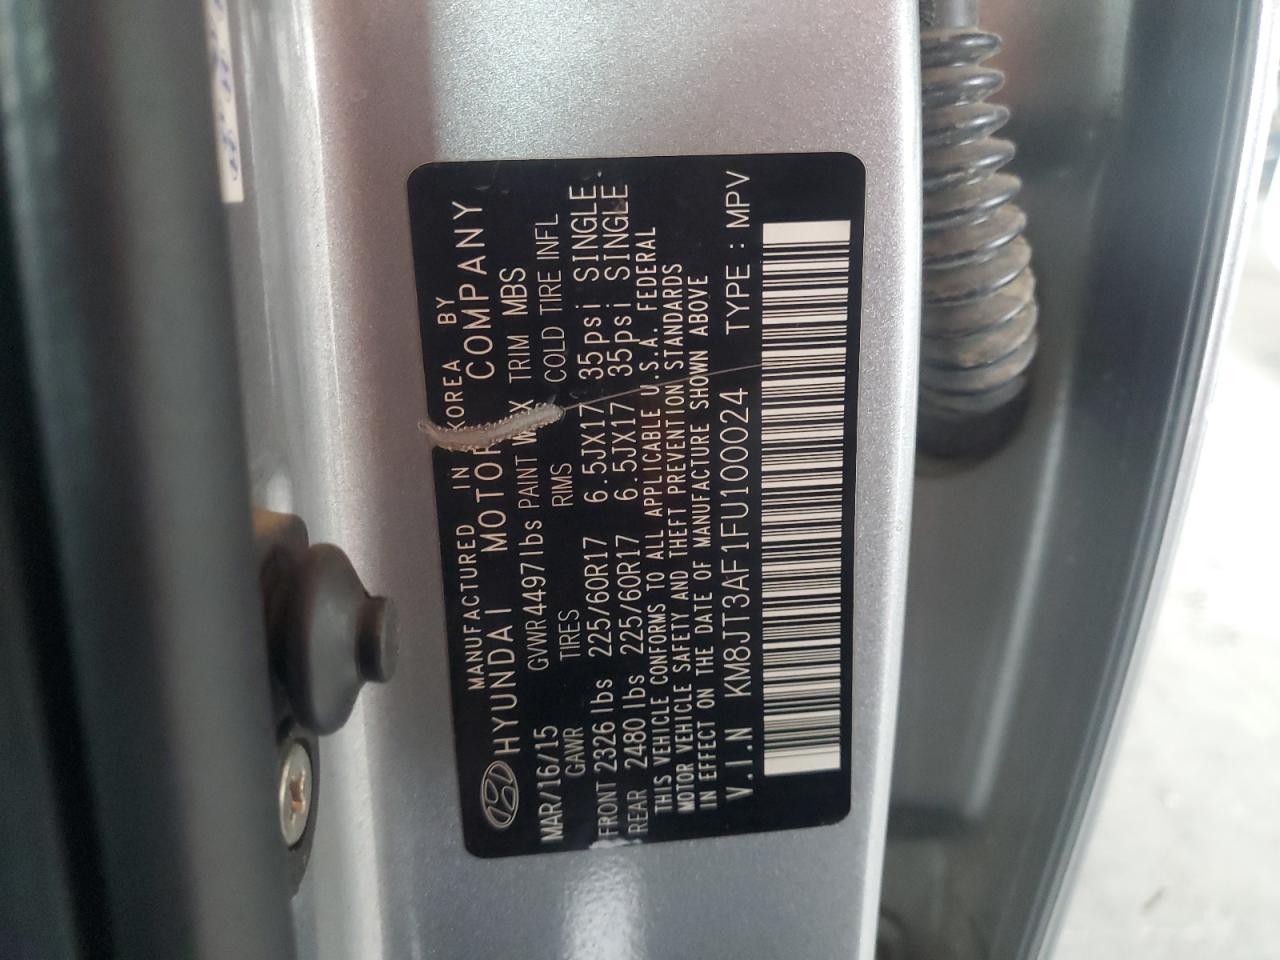 MANUFACTURED IN KOREA BY
HYUNDAI MOTOR COMPANY
MAR/16/15 GVWR 4497lbs PAINT TRIM MBS
GAWR TIRES RIMS COLD TIRE INFL
FRONT 2326 lbs 225/60R17 6.5JX17 35psi SINGLE
REAR 2480 lbs 225/60R17 6.5JX17 35psi SINGLE
THIS VEHICLE CONFORMS TO ALL APPLICABLE U.S.A. FEDERAL
MOTOR VEHICLE SAFETY AND THEFT PREVENTION STANDARDS
IN EFFECT ON THE DATE OF MANUFACTURE SHOWN ABOVE
V.I.N KM8JT3AF1FU100024 TYPE : MPV